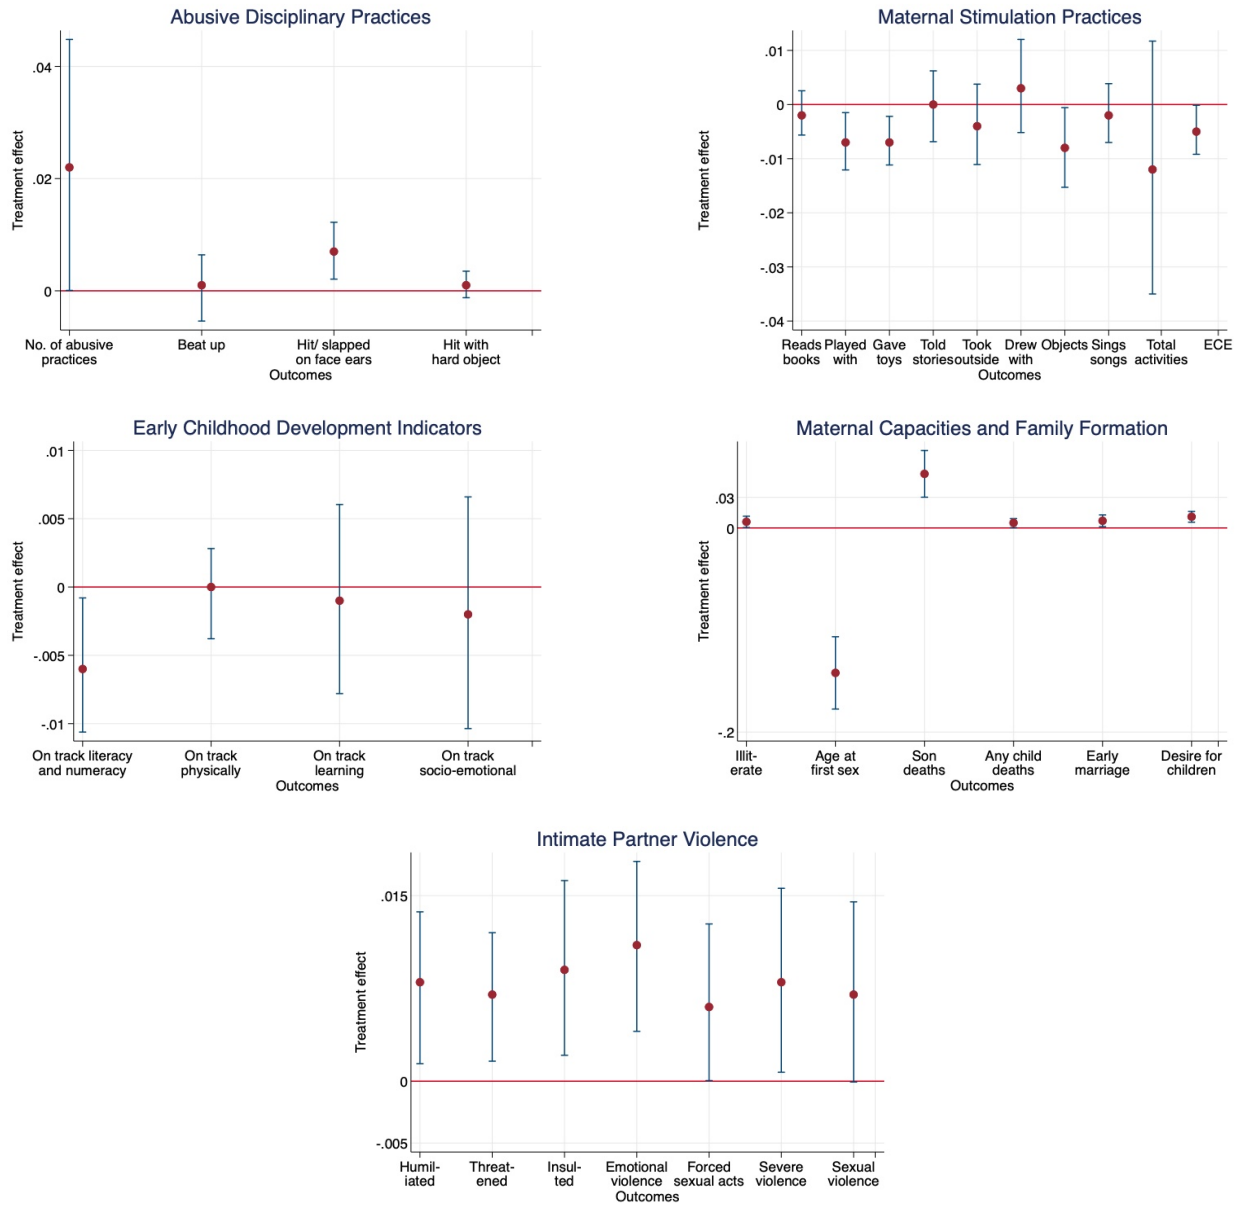 Abusive Disciplinary Practices
Treatment effect
.04
.02
0
No. of abusive practices
Beat up
Hit/ slapped on face ears
Hit with hard object
Outcomes
Maternal Stimulation Practices
Treatment effect
.01
0
-.01
-.02
-.03
-.04
Reads books
Played with
Gave toys
Told stories
Took outside
Drew with
Objects
Sings songs
Total activities
ECE
Outcomes
Early Childhood Development Indicators
Treatment effect
.01
.005
0
-.005
-.01
On track literacy and numeracy
On track physically
On track learning
On track socio-emotional
Outcomes
Maternal Capacities and Family Formation
Treatment effect
.03
0
-.2
Illit-
erate
Age at first sex
Son deaths
Any child deaths
Early marriage
Desire for children
Outcomes
Intimate Partner Violence
Treatment effect
.015
0
-.005
Humil-
iated
Threat-
ened
Insul-
ted
Emotional violence
Forced sexual acts
Severe violence
Sexual violence
Outcomes